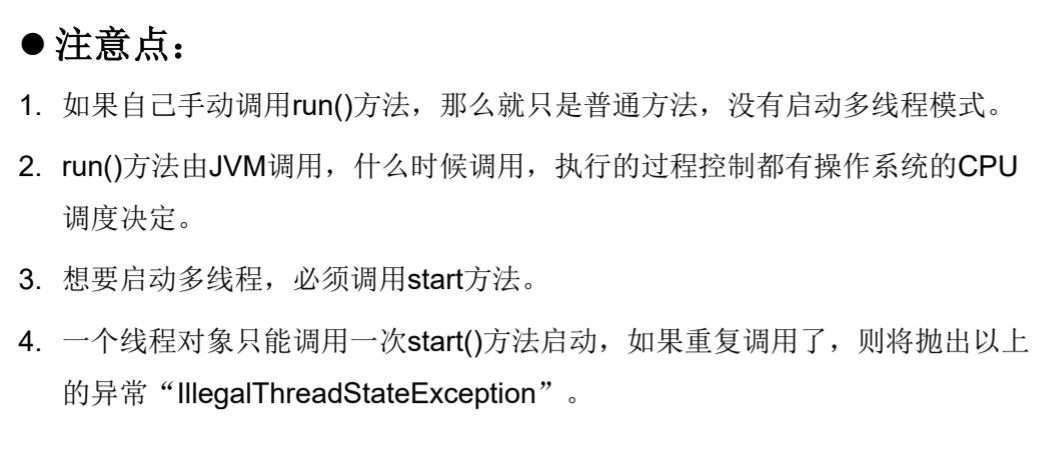 ●注意点：
1. 如果自己手动调用run()方法，那么就只是普通方法，没有启动多线程模式。
2. run()方法由JVM调用，什么时候调用，执行的过程控制都有操作系统的CPU
调度决定。
3. 想要启动多线程，必须调用start方法。
4. 一个线程对象只能调用一次start()方法启动，如果重复调用了，则将抛出以上
的异常“IllegalThreadStateException”。